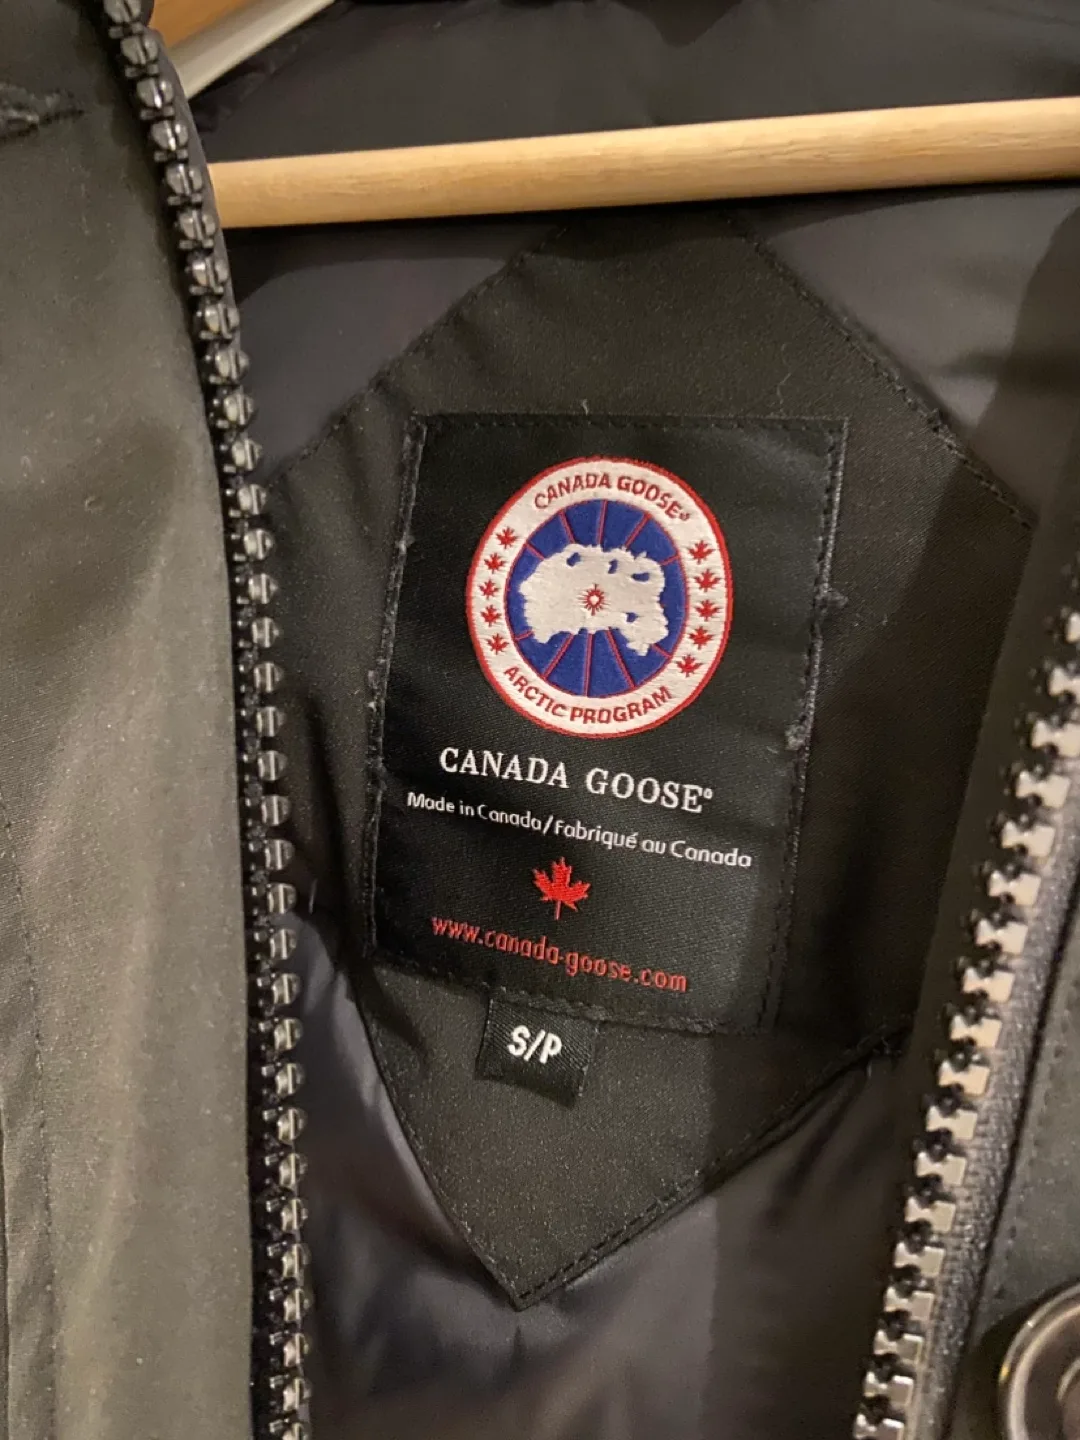 CANADA GOOSE®
ARCTIC PROGRAM
CANADA GOOSE®
Made in Canada/Fabriqué au Canada
www.canada-goose.com
S/P